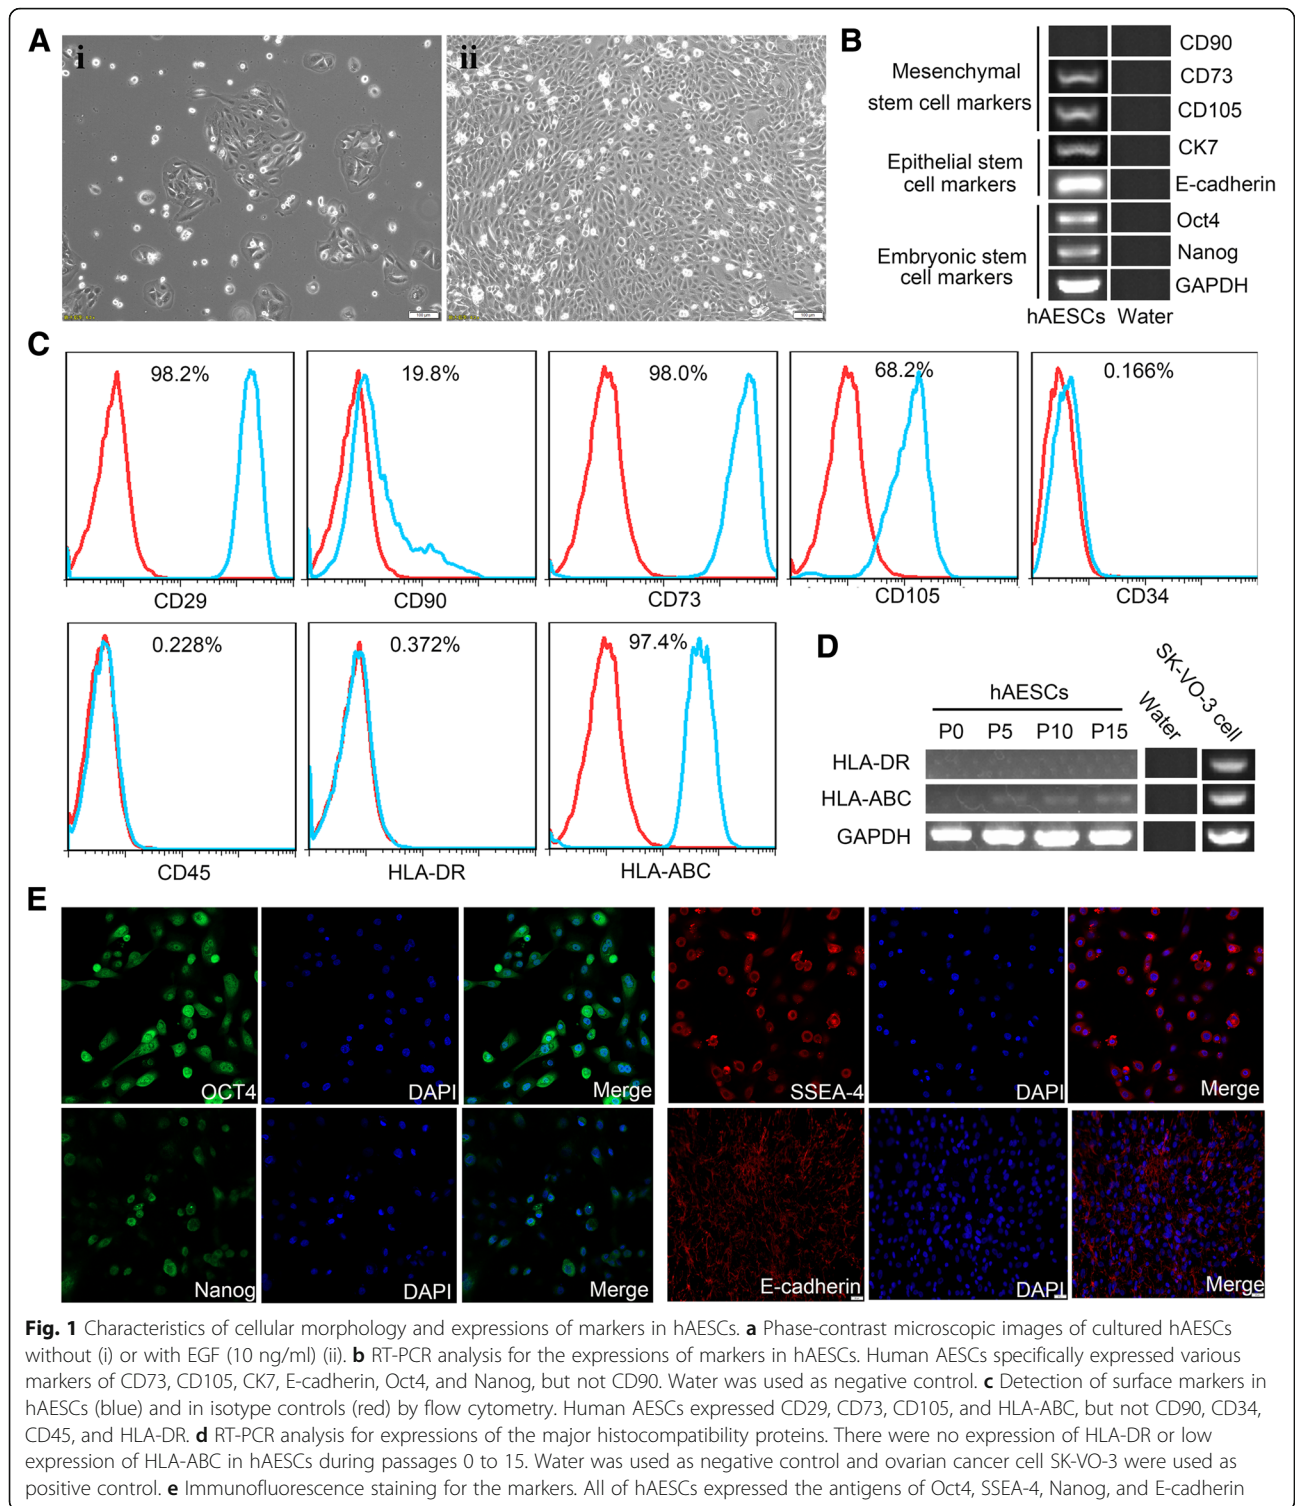 A
i
ii
B
Mesenchymal
stem cell markers
Epithelial stem
cell markers
Embryonic stem
cell markers
CD90
CD73
CD105
CK7
E-cadherin
Oct4
Nanog
GAPDH
hAESCs Water
C
98.2%
19.8%
98.0%
68.2%
0.166%
CD29
CD90
CD73
CD105
CD34
0.228%
0.372%
97.4%
CD45
HLA-DR
HLA-ABC
D
hAESCs
P0 P5 P10 P15
Water
SK-VO-3 cell
HLA-DR
HLA-ABC
GAPDH
E
OCT4
DAPI
Merge
SSEA-4
DAPI
Merge
Nanog
DAPI
Merge
E-cadherin
DAPI
Merge
Fig. 1 Characteristics of cellular morphology and expressions of markers in hAESCs. a Phase-contrast microscopic images of cultured hAESCs
without (i) or with EGF (10 ng/ml) (ii). b RT-PCR analysis for the expressions of markers in hAESCs. Human AESCs specifically expressed various
markers of CD73, CD105, CK7, E-cadherin, Oct4, and Nanog, but not CD90. Water was used as negative control. c Detection of surface markers in
hAESCs (blue) and in isotype controls (red) by flow cytometry. Human AESCs expressed CD29, CD73, CD105, and HLA-ABC, but not CD90, CD34,
CD45, and HLA-DR. d RT-PCR analysis for expressions of the major histocompatibility proteins. There were no expression of HLA-DR or low
expression of HLA-ABC in hAESCs during passages 0 to 15. Water was used as negative control and ovarian cancer cell SK-VO-3 were used as
positive control. e Immunofluorescence staining for the markers. All of hAESCs expressed the antigens of Oct4, SSEA-4, Nanog, and E-cadherin